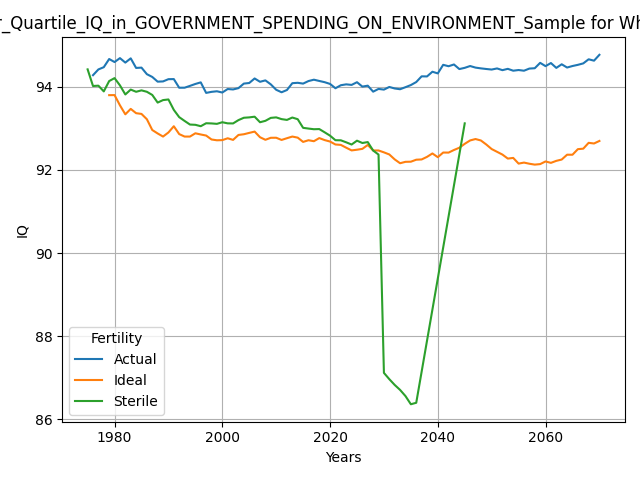 r_Quartile_IQ_in_GOVERNMENT_SPENDING_ON_ENVIRONMENT_Sample for Wh
94
92
90
88
86
IQ
Fertility
Actual
Ideal
Sterile
1980 2000 2020 2040 2060
Years